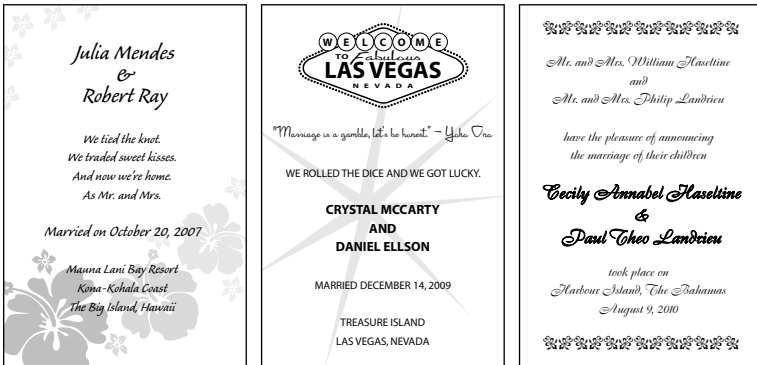 Julia Mendes
&
Robert Ray
We tied the knot.
We traded sweet kisses.
And now we're home.
As Mr. and Mrs.
Married on October 20, 2007
Mauna Lani Bay Resort
Kona-Kohala Coast
The Big Island, Hawaii
WELCOME
TO Fabulous
LAS VEGAS
NEVADA
"Marriage is a gamble, let's be honest." – Yoko Ono
WE ROLLED THE DICE AND WE GOT LUCKY.
CRYSTAL MCCARTY
AND
DANIEL ELLSON
MARRIED DECEMBER 14, 2009
TREASURE ISLAND
LAS VEGAS, NEVADA
Mr. and Mrs. William Haseltine
and
Mr. and Mrs. Philip Landrieu
have the pleasure of announcing
the marriage of their children
Cecily Annabel Haseltine
&
Paul Theo Landrieu
took place on
Harbour Island, The Bahamas
August 9, 2010